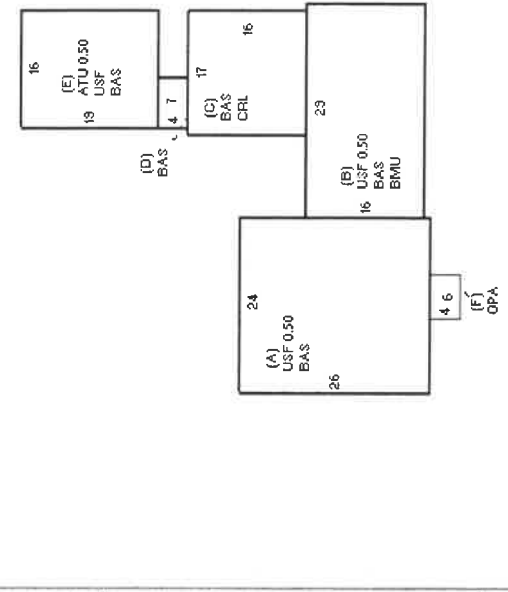 16
(E)
ATU 0.50
USF
BAS
19
4 7
(D)
BAS
17
16
(C)
BAS
CRL
29
(B)
USF 0.50
BAS
BMU
16
24
(A)
USF 0.50
BAS
26
4 6
(F)
OPA